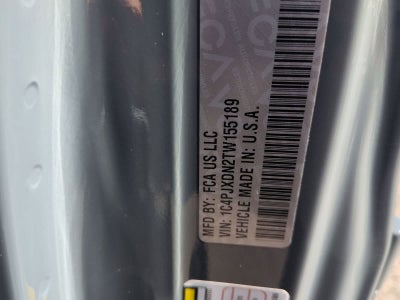 MFD BY: FCA US LLC
VIN: 1C4PJXDN2TW155189
VEHICLE MADE IN: U.S.A.